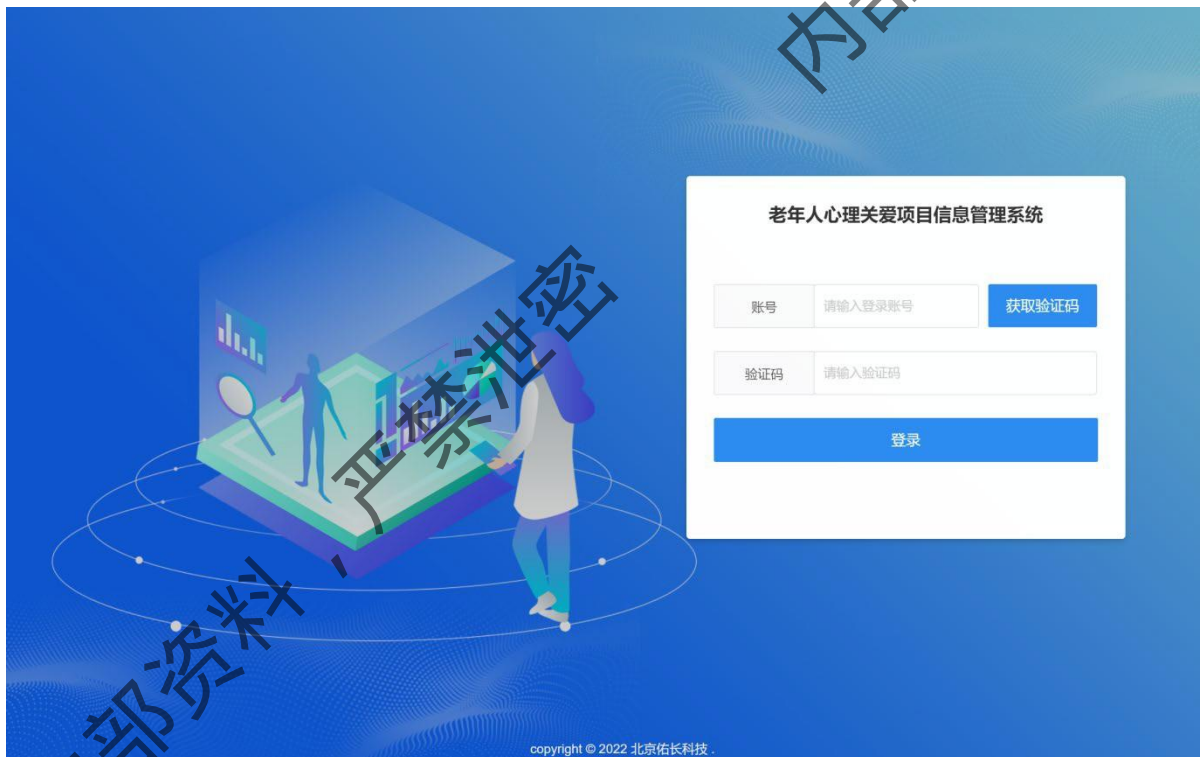 老年人心理关爱项目信息管理系统
账号
请输入登录账号
获取验证码
验证码
请输入验证码
登录
内部资料，严禁泄密
copyright © 2022 北京佑长科技 .